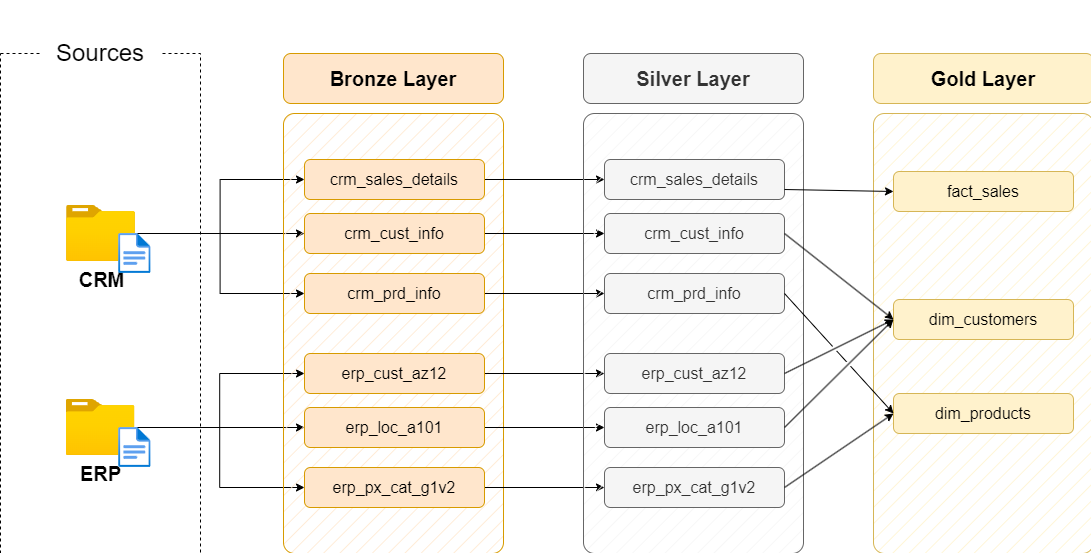 Sources
Bronze Layer
Silver Layer
Gold Layer
crm_sales_details
crm_sales_details
fact_sales
crm_cust_info
crm_cust_info
CRM
crm_prd_info
crm_prd_info
dim_customers
erp_cust_az12
erp_cust_az12
dim_products
erp_loc_a101
erp_loc_a101
ERP
erp_px_cat_g1v2
erp_px_cat_g1v2